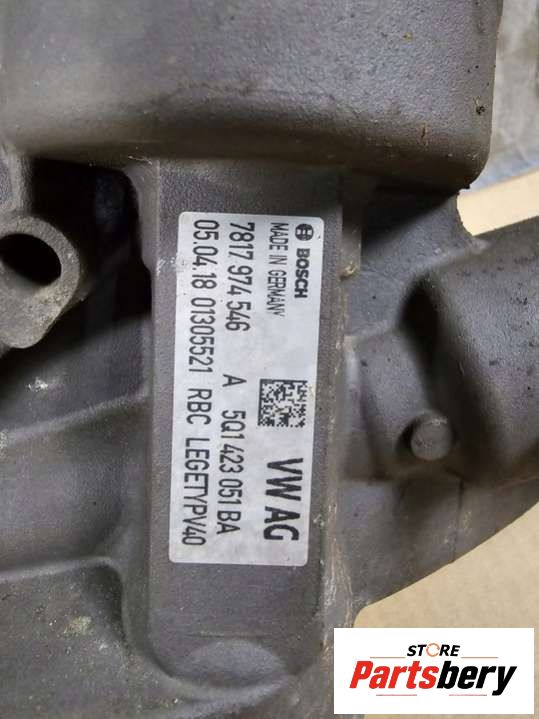 BOSCH
MADE IN GERMANY
VW AG
7817 974 546 A 5Q1 423 051 BA
05.04.18 01305521 RBC LEGETYPV40
STORE
Partsbery